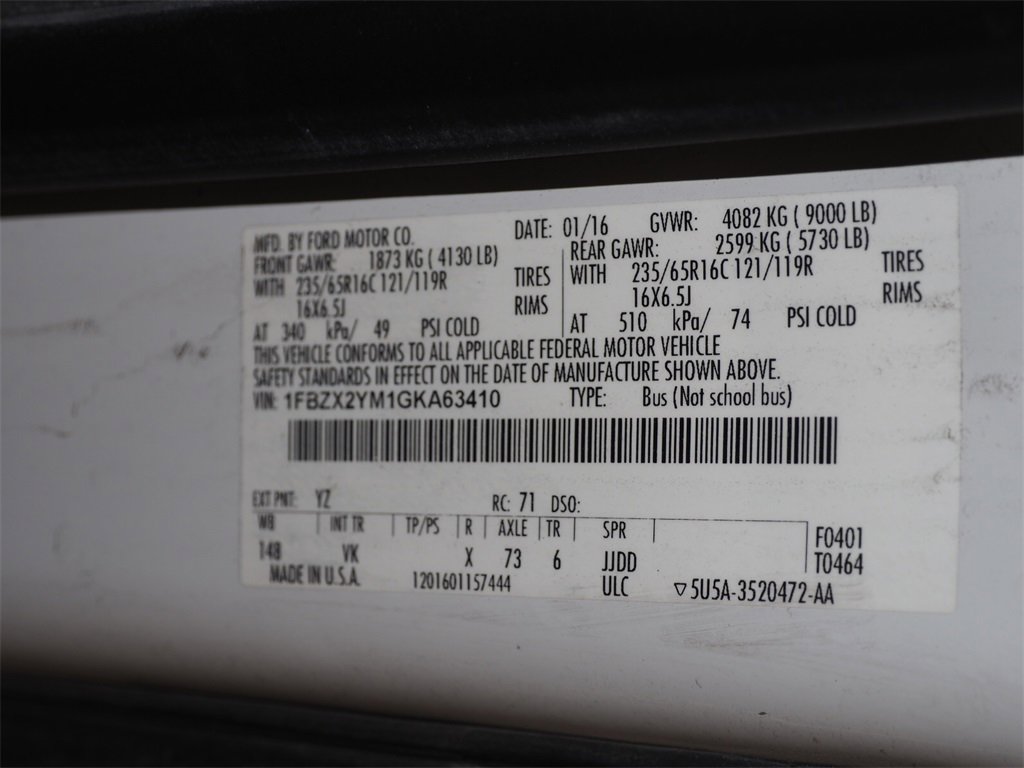 MFD. BY FORD MOTOR CO. DATE: 01/16 GVWR: 4082 KG ( 9000 LB)
FRONT GAWR: 1873 KG ( 4130 LB) REAR GAWR: 2599 KG ( 5730 LB)
WITH 235/65R16C 121/119R TIRES WITH 235/65R16C 121/119R TIRES
16X6.5J RIMS 16X6.5J RIMS
AT 340 kPa/ 49 PSI COLD AT 510 kPa/ 74 PSI COLD
THIS VEHICLE CONFORMS TO ALL APPLICABLE FEDERAL MOTOR VEHICLE
SAFETY STANDARDS IN EFFECT ON THE DATE OF MANUFACTURE SHOWN ABOVE.
VIN: 1FBZX2YM1GKA63410 TYPE: Bus (Not school bus)
EXT PNT: YZ RC: 71 DSO:
WB INT TR TP/PS R AXLE TR SPR F0401
148 VK X 73 6 JJDD T0464
MADE IN U.S.A. 1201601157444 ULC ▽5U5A-3520472-AA